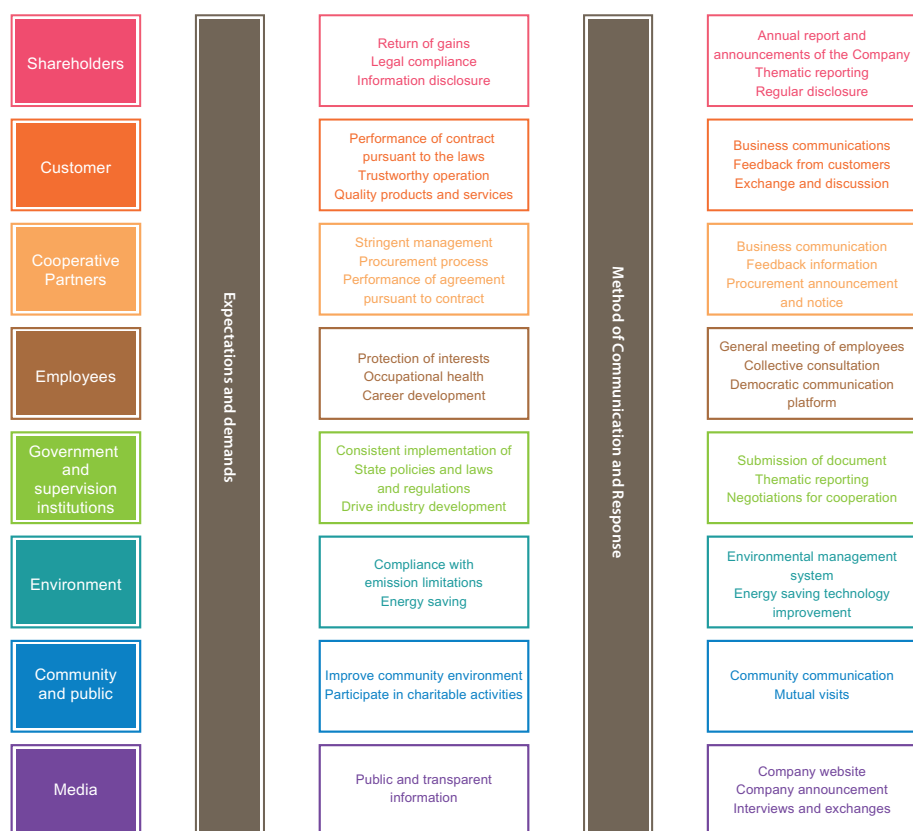 Shareholders
Expectations and demands
Return of gains
Legal compliance
Information disclosure
Method of Communication and Response
Annual report and
announcements of the Company
Thematic reporting
Regular disclosure
Customer
Performance of contract
pursuant to the laws
Trustworthy operation
Quality products and services
Business communications
Feedback from customers
Exchange and discussion
Cooperative
Partners
Stringent management
Procurement process
Performance of agreement
pursuant to contract
Business communication
Feedback information
Procurement announcement
and notice
Employees
Protection of interests
Occupational health
Career development
General meeting of employees
Collective consultation
Democratic communication
platform
Government
and
supervision
institutions
Consistent implementation of
State policies and laws
and regulations
Drive industry development
Submission of document
Thematic reporting
Negotiations for cooperation
Environment
Compliance with
emission limitations
Energy saving
Environmental management
system
Energy saving technology
improvement
Community
and public
Improve community environment
Participate in charitable activities
Community communication
Mutual visits
Media
Public and transparent
information
Company website
Company announcement
Interviews and exchanges